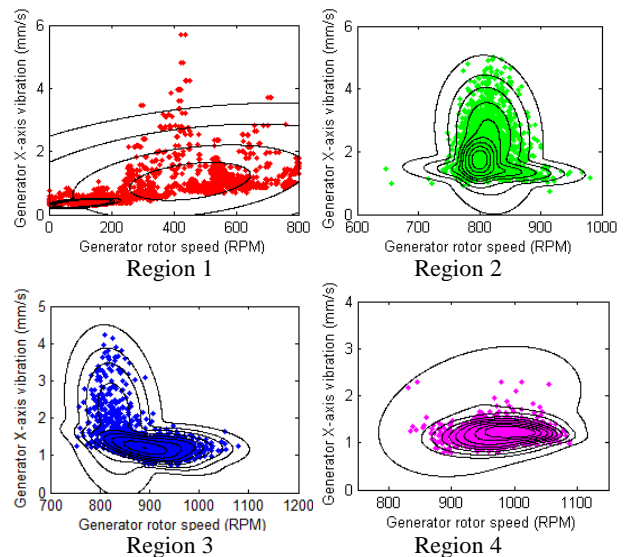 Generator X-axis vibration (mm/s)
6
4
2
0
0 200 400 600 800
Generator rotor speed (RPM)
Region 1
Generator X-axis vibration (mm/s)
6
4
2
0
600 700 800 900 1000
Generator rotor speed (RPM)
Region 2
Generator X-axis vibration (mm/s)
5
4
3
2
1
0
700 800 900 1000 1100 1200
Generator rotor speed (RPM)
Region 3
Generator X-axis vibration (mm/s)
4
3
2
1
0
800 900 1000 1100
Generator rotor speed (RPM)
Region 4